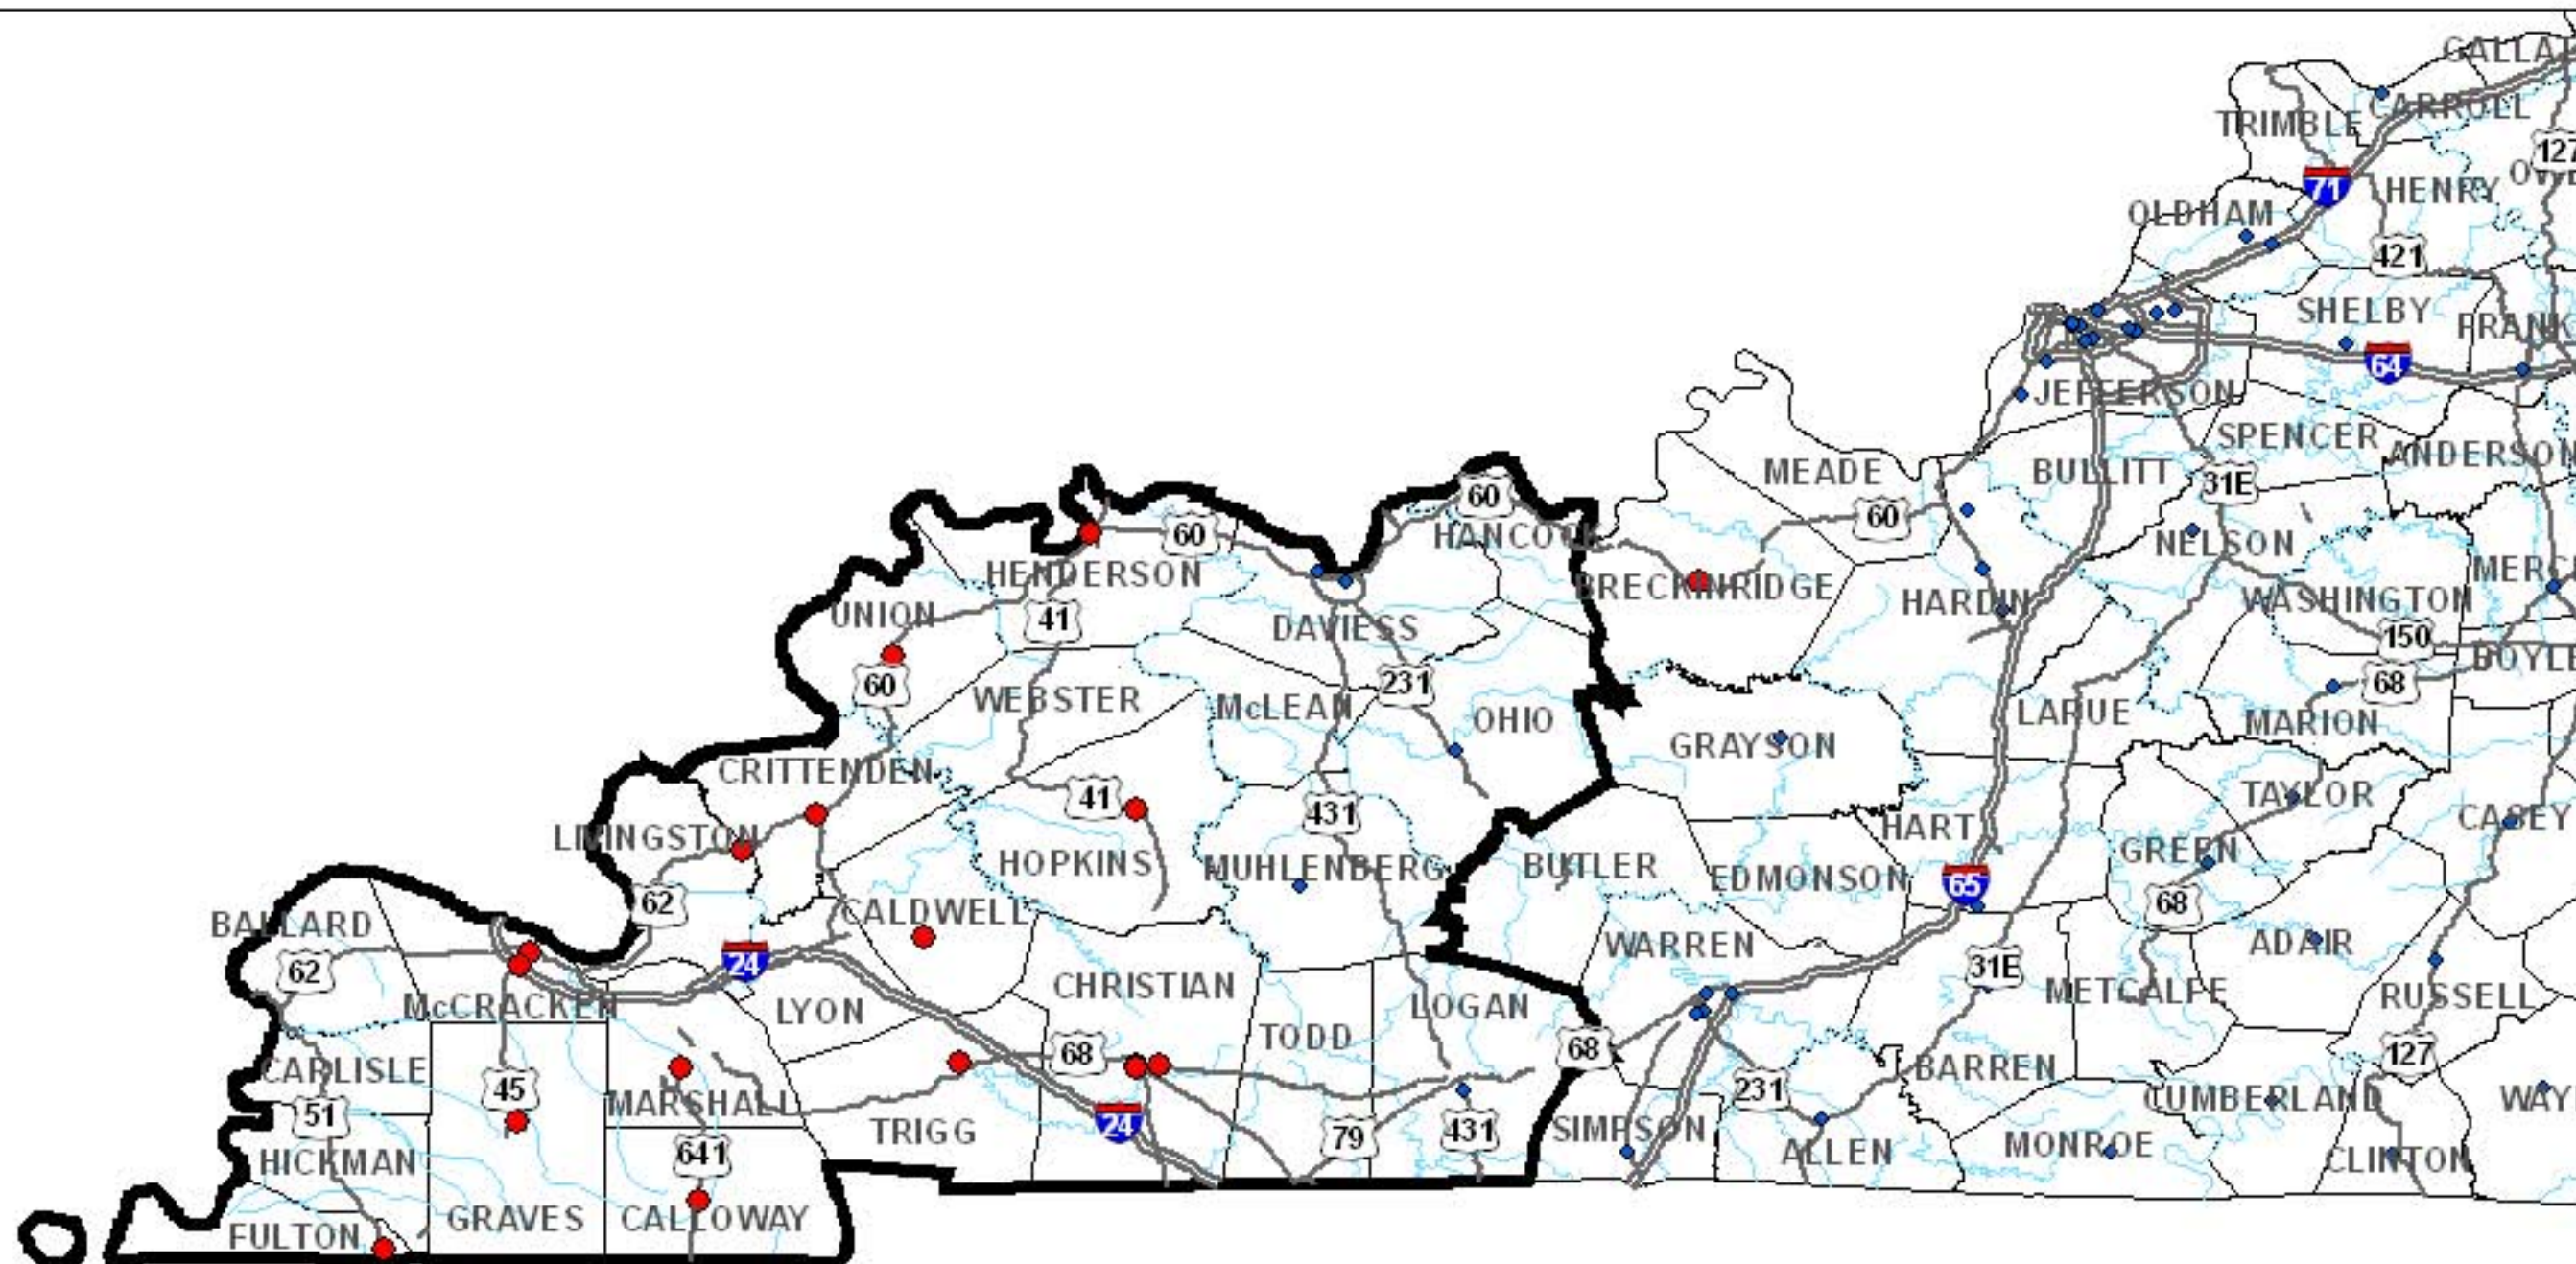 GALLAT
CARROLL
TRIMBLE
127
71
HENRY
OLDHAM
421
SHELBY
FRANK
64
JEFFERSON
SPENCER
ANDERSON
MEADE
BULLITT
31E
60
HANCOCK
60
60
NELSON
HENDERSON
BRECKINRIDGE
HARDIN
WASHINGTON
MERC
UNION
41
DAVIESS
150
BOYLE
60
WEBSTER
McLEAN
231
OHIO
68
LARUE
MARION
GRAYSON
CRITTENDEN
41
431
TAYLOR
CASEY
LIVINGSTON
HART
HOPKINS
MUHLENBERG
BUTLER
EDMONSON
65
GREEN
62
68
BALLARD
CALDWELL
WARREN
ADAIR
62
24
31E
McCRACKEN
LYON
CHRISTIAN
LOGAN
METCALFE
RUSSELL
TODD
68
68
127
CARLISLE
45
BARREN
51
MARSHALL
231
CUMBERLAND
WAY
24
TRIGG
79
431
SIMPSON
ALLEN
MONROE
HICKMAN
641
CLINTON
FULTON
GRAVES
CALLOWAY